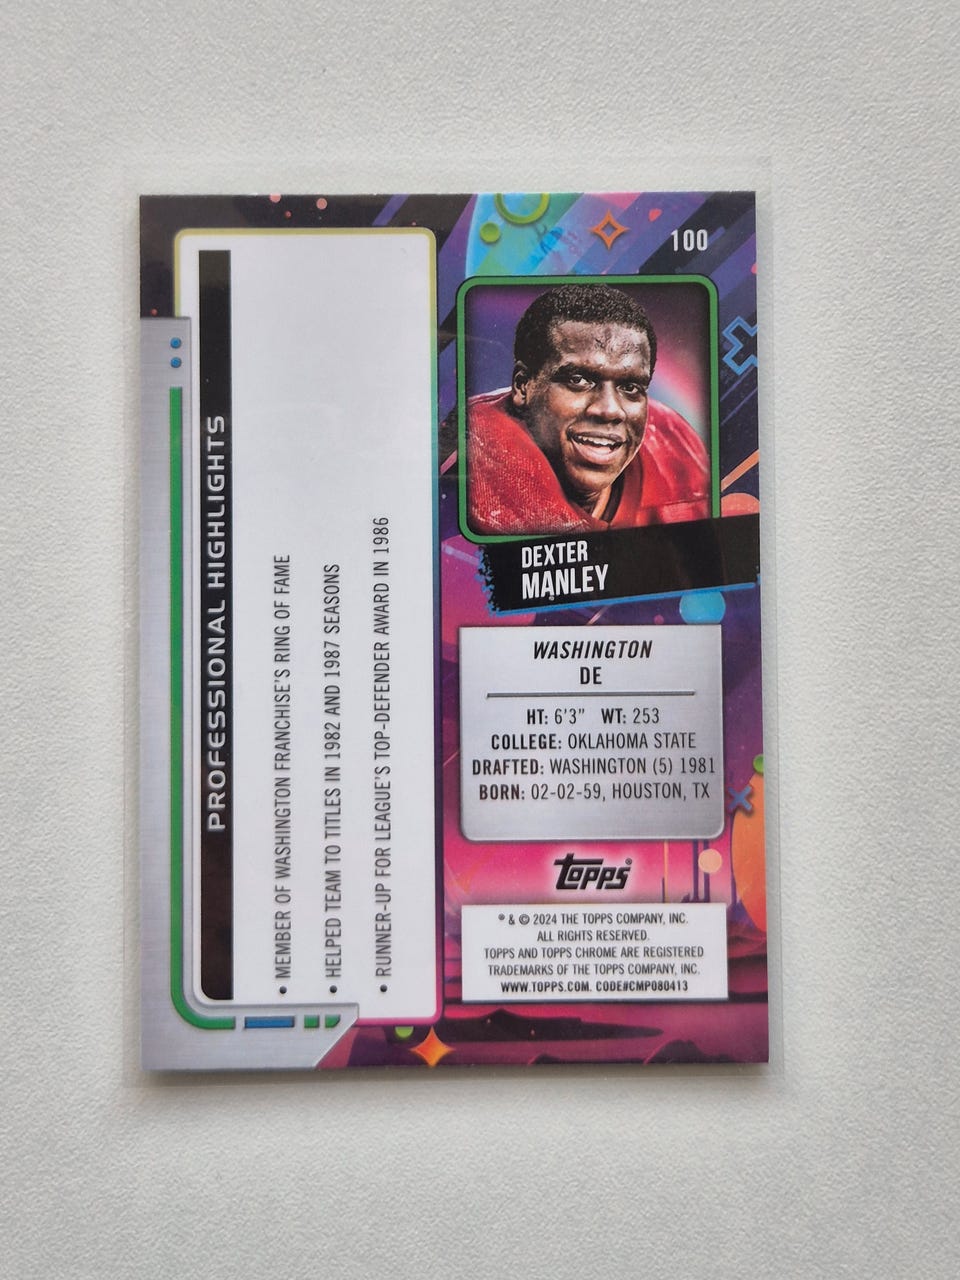 100
DEXTER
MANLEY
WASHINGTON
DE
HT: 6'3" WT: 253
COLLEGE: OKLAHOMA STATE
DRAFTED: WASHINGTON (5) 1981
BORN: 02-02-59, HOUSTON, TX
Topps®
®& © 2024 THE TOPPS COMPANY, INC.
ALL RIGHTS RESERVED.
TOPPS AND TOPPS CHROME ARE REGISTERED
TRADEMARKS OF THE TOPPS COMPANY, INC.
WWW.TOPPS.COM. CODE#CMP080413
PROFESSIONAL HIGHLIGHTS
• MEMBER OF WASHINGTON FRANCHISE'S RING OF FAME
• HELPED TEAM TO TITLES IN 1982 AND 1987 SEASONS
• RUNNER-UP FOR LEAGUE'S TOP-DEFENDER AWARD IN 1986